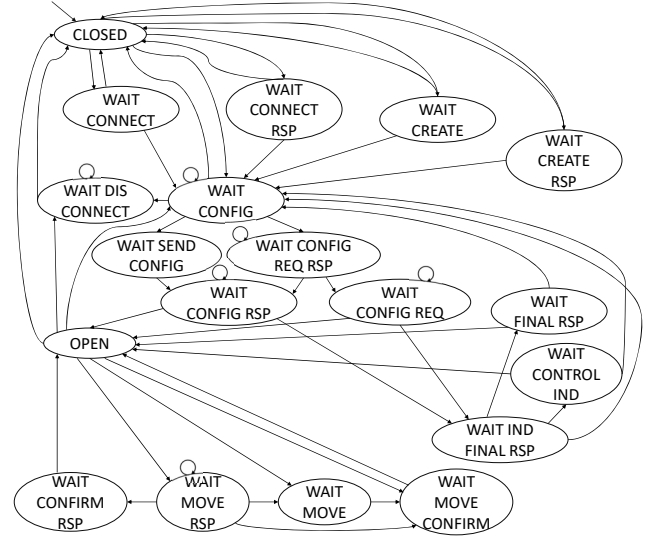 CLOSED
WAIT
CONNECT
WAIT
CONNECT
RSP
WAIT
CREATE
WAIT
CREATE
RSP
WAIT DIS
CONNECT
WAIT
CONFIG
WAIT SEND
CONFIG
WAIT CONFIG
REQ RSP
WAIT
CONFIG RSP
WAIT
CONFIG REQ
WAIT
FINAL RSP
OPEN
WAIT
CONTROL
IND
WAIT IND
FINAL RSP
WAIT
CONFIRM
RSP
WAIT
MOVE
RSP
WAIT
MOVE
WAIT
MOVE
CONFIRM